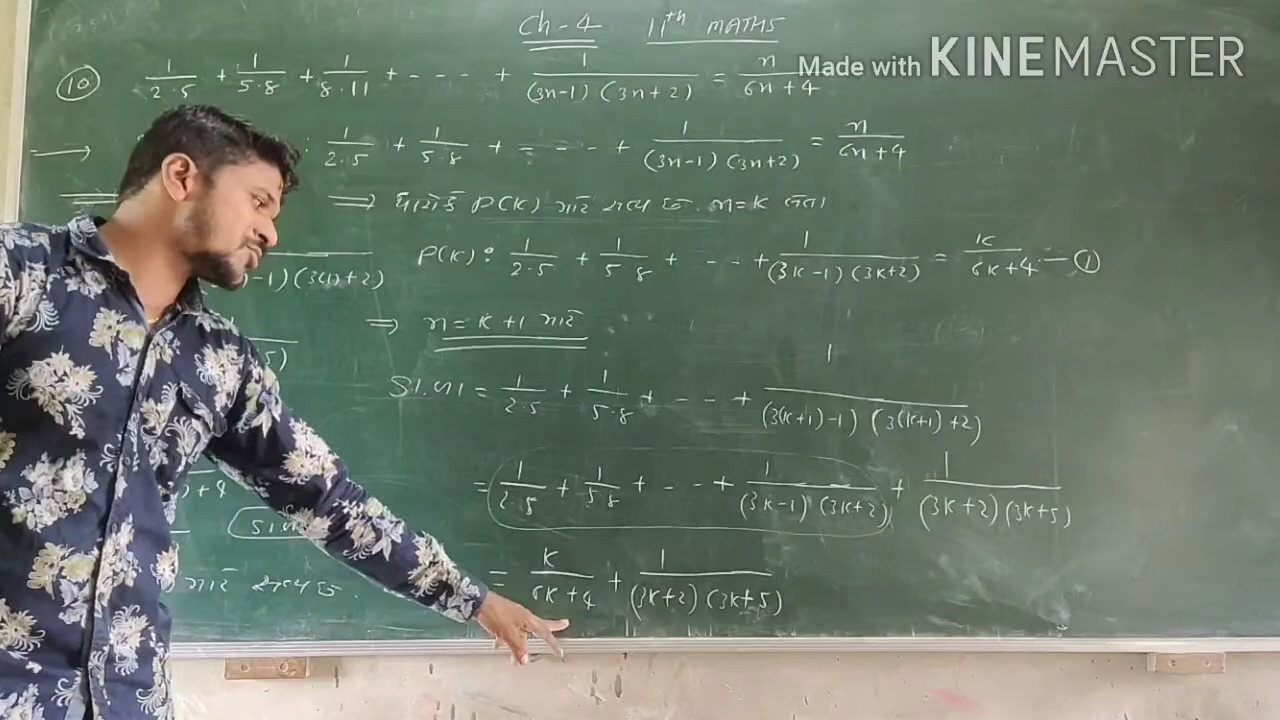 Ch-4 11th MATHS
Made with KINEMASTER
(10) 1/2·5 + 1/5·8 + 1/8·11 + ---- + 1/(3n-1)(3n+2) = n/6n+4
: 1/2·5 + 1/5·8 + ---- + 1/(3n-1)(3n+2) = n/6n+4
⇒ ધારોકે P(K) માટે સત્ય છે. n=K લેતા
P(K): 1/2·5 + 1/5·8 + --- + 1/(3K-1)(3K+2) = K/6K+4 — (1)
-1)(3(1)+2)
⇒ n = K+1 માટે
5)
ડા.બા = 1/2·5 + 1/5·8 + --- + 1/(3(K+1)-1)(3(K+1)+2)
= 1/2·5 + 1/5·8 + --- + 1/(3K-1)(3K+2) + 1/(3K+2)(3K+5)
)+4
= K/6K+4 + 1/(3K+2)(3K+5)
માટે સત્ય છે.